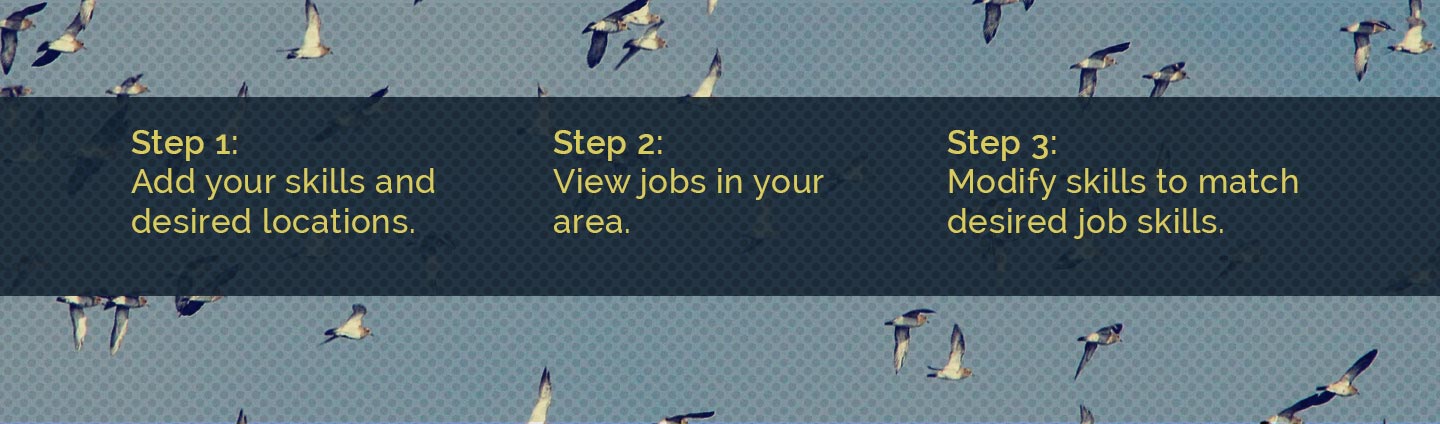 Step 1:
Add your skills and
desired locations.
Step 2:
View jobs in your
area.
Step 3:
Modify skills to match
desired job skills.